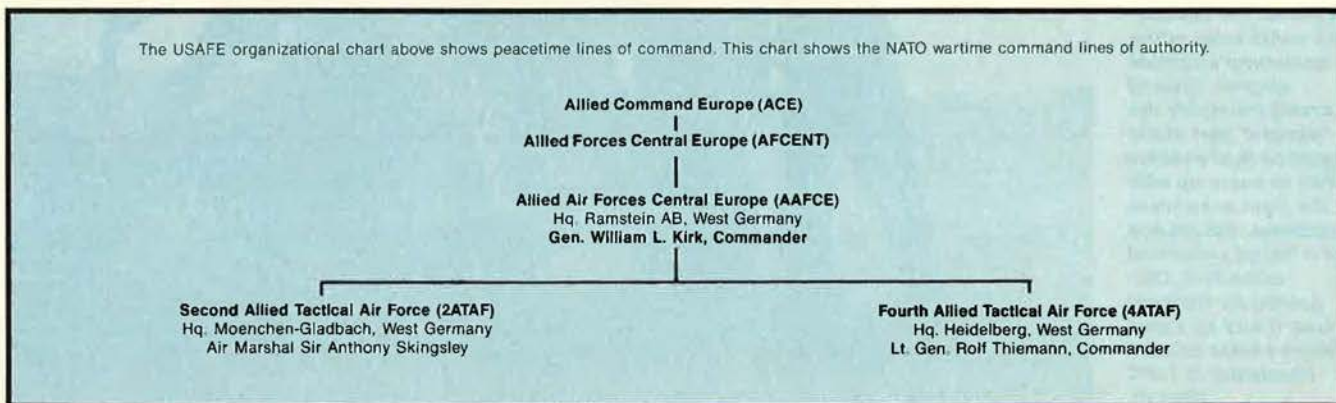 The USAFE organizational chart above shows peacetime lines of command. This chart shows the NATO wartime command lines of authority.
Allied Command Europe (ACE)
Allied Forces Central Europe (AFCENT)
Allied Air Forces Central Europe (AAFCE)
Hq. Ramstein AB, West Germany
Gen. William L. Kirk, Commander
Second Allied Tactical Air Force (2ATAF)
Hq. Moenchen-Gladbach, West Germany
Air Marshal Sir Anthony Skingsley
Fourth Allied Tactical Air Force (4ATAF)
Hq. Heidelberg, West Germany
Lt. Gen. Rolf Thiemann, Commander